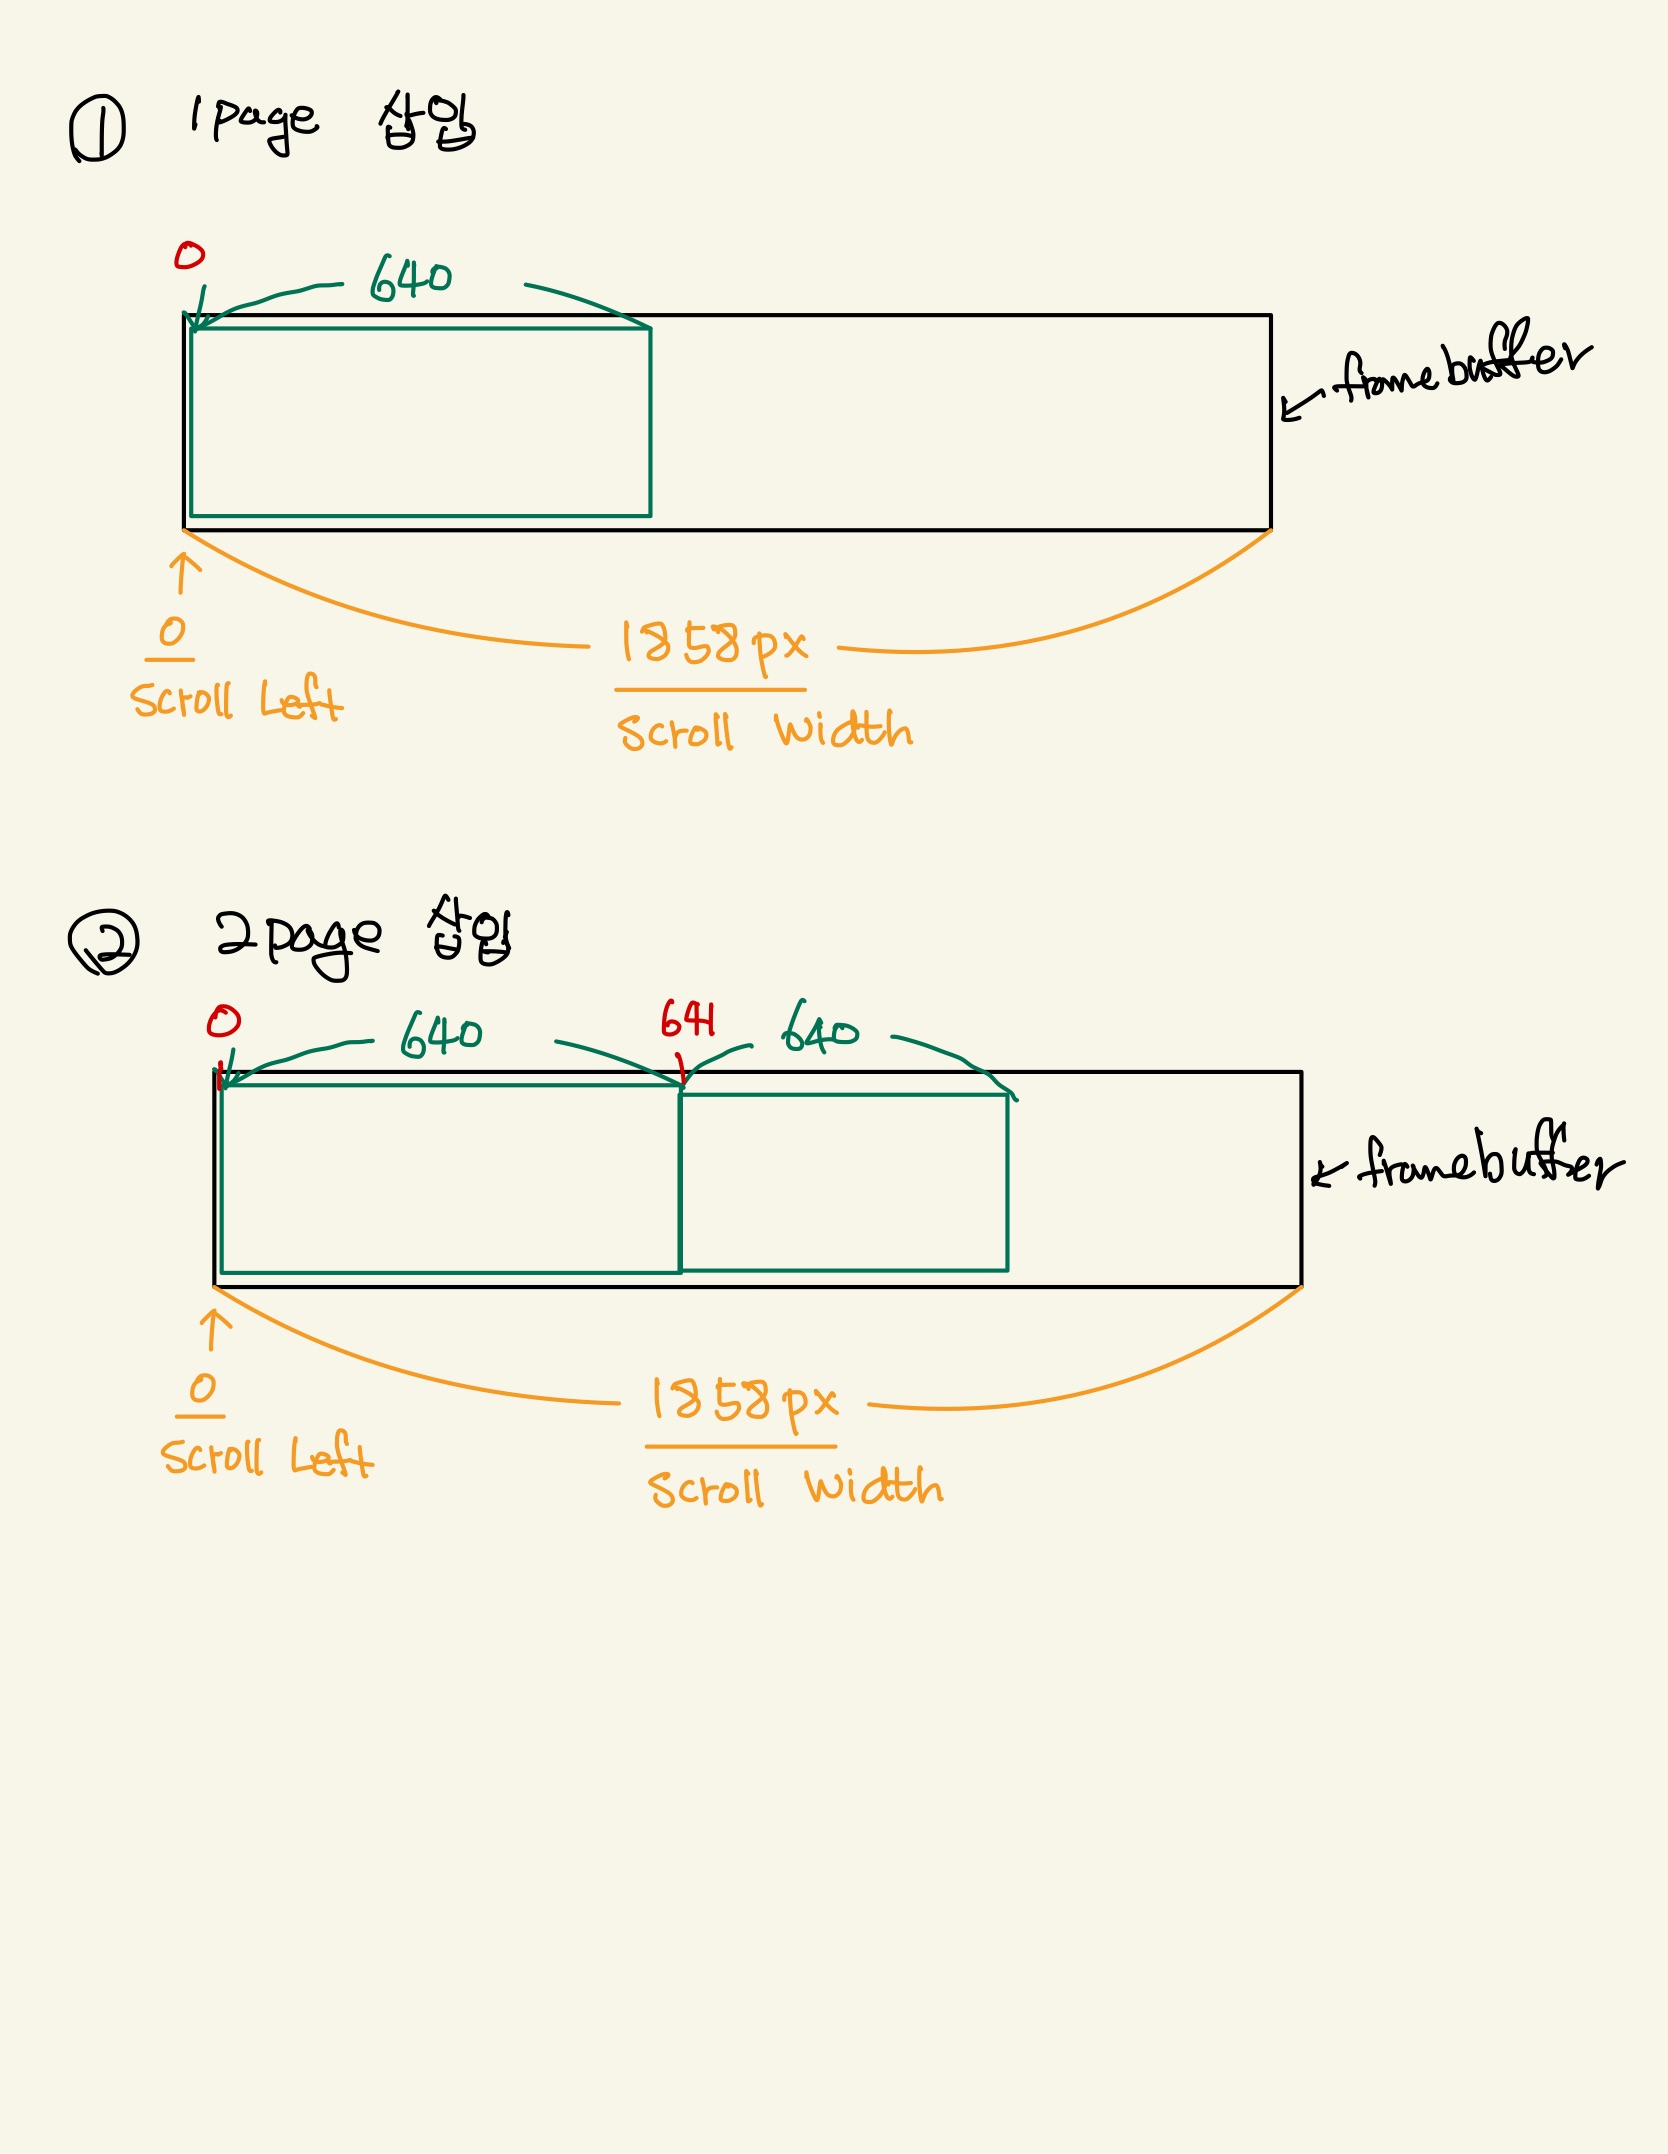 ① 1page 삽입
0
640
framebuffer
0
Scroll Left
1858px
Scroll Width
② 2page 삽입
0
640
641
640
framebuffer
0
Scroll Left
1858px
Scroll Width